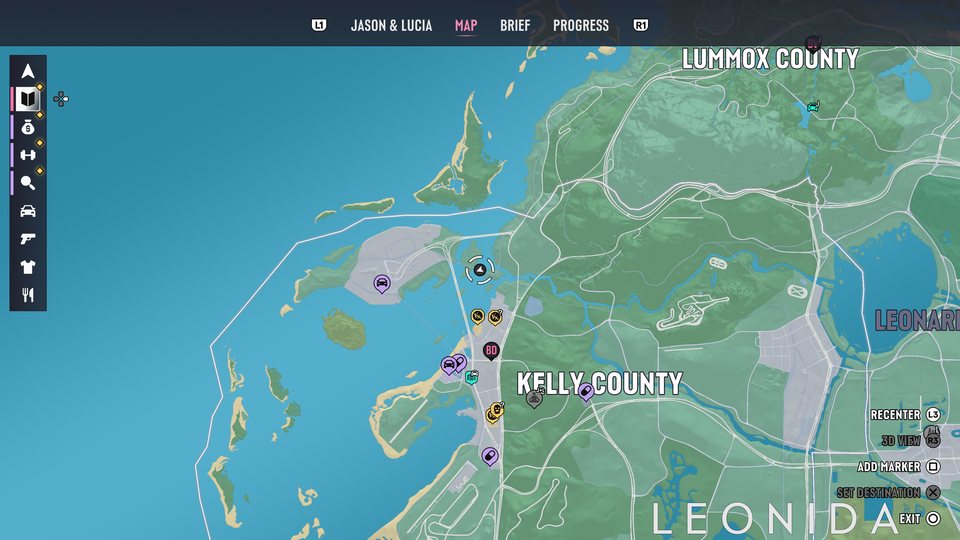 L1 JASON & LUCIA MAP BRIEF PROGRESS R1
LUMMOX COUNTY
LEONAR
BD
KELLY COUNTY
RECENTER L3
3D VIEW R3
ADD MARKER
SET DESTINATION
LEONIDA
EXIT